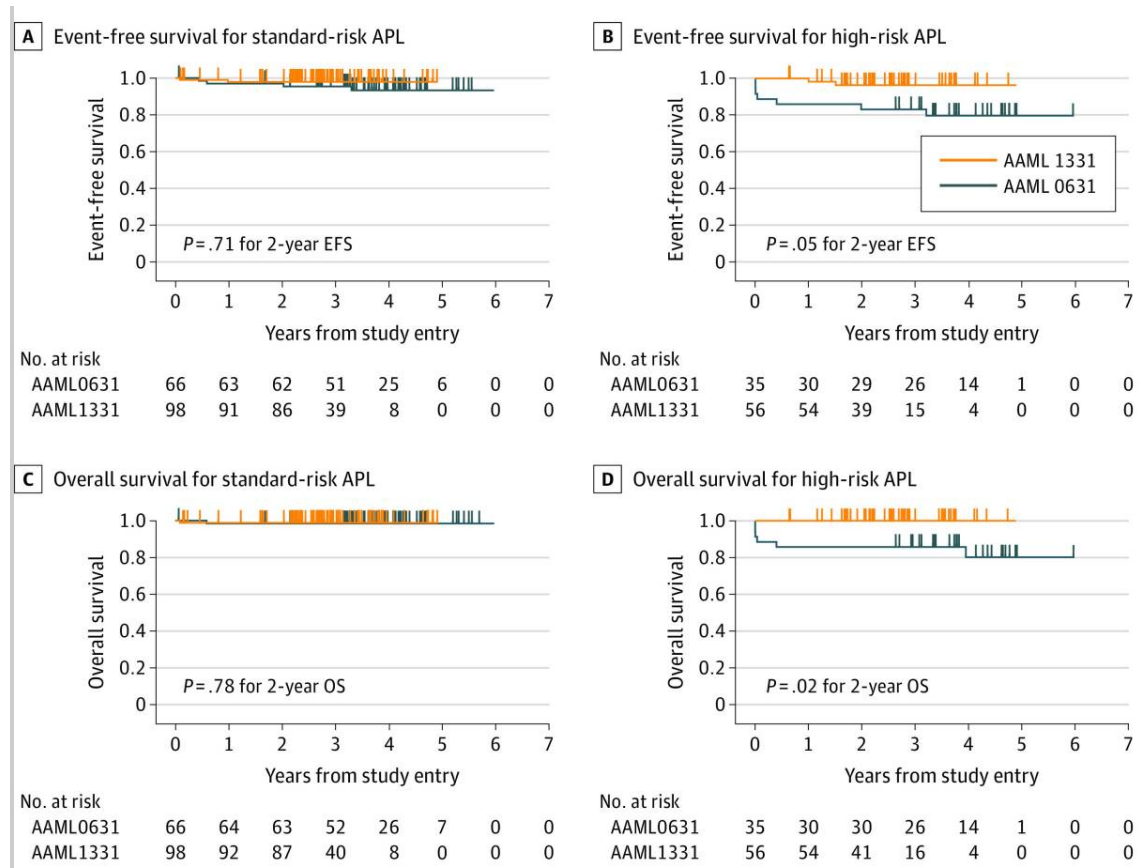 A Event-free survival for standard-risk APL
Event-free survival
1.0
0.8
0.6
0.4
0.2
0
P = .71 for 2-year EFS
0 1 2 3 4 5 6 7
Years from study entry
No. at risk
AAML0631 66 63 62 51 25 6 0 0
AAML1331 98 91 86 39 8 0 0 0
B Event-free survival for high-risk APL
Event-free survival
1.0
0.8
0.6
0.4
0.2
0
AAML 1331
AAML 0631
P = .05 for 2-year EFS
0 1 2 3 4 5 6 7
Years from study entry
No. at risk
AAML0631 35 30 29 26 14 1 0 0
AAML1331 56 54 39 15 4 0 0 0
C Overall survival for standard-risk APL
Overall survival
1.0
0.8
0.6
0.4
0.2
0
P = .78 for 2-year OS
0 1 2 3 4 5 6 7
Years from study entry
No. at risk
AAML0631 66 64 63 52 26 7 0 0
AAML1331 98 92 87 40 8 0 0 0
D Overall survival for high-risk APL
Overall survival
1.0
0.8
0.6
0.4
0.2
0
P = .02 for 2-year OS
0 1 2 3 4 5 6 7
Years from study entry
No. at risk
AAML0631 35 30 30 26 14 1 0 0
AAML1331 56 54 41 16 4 0 0 0